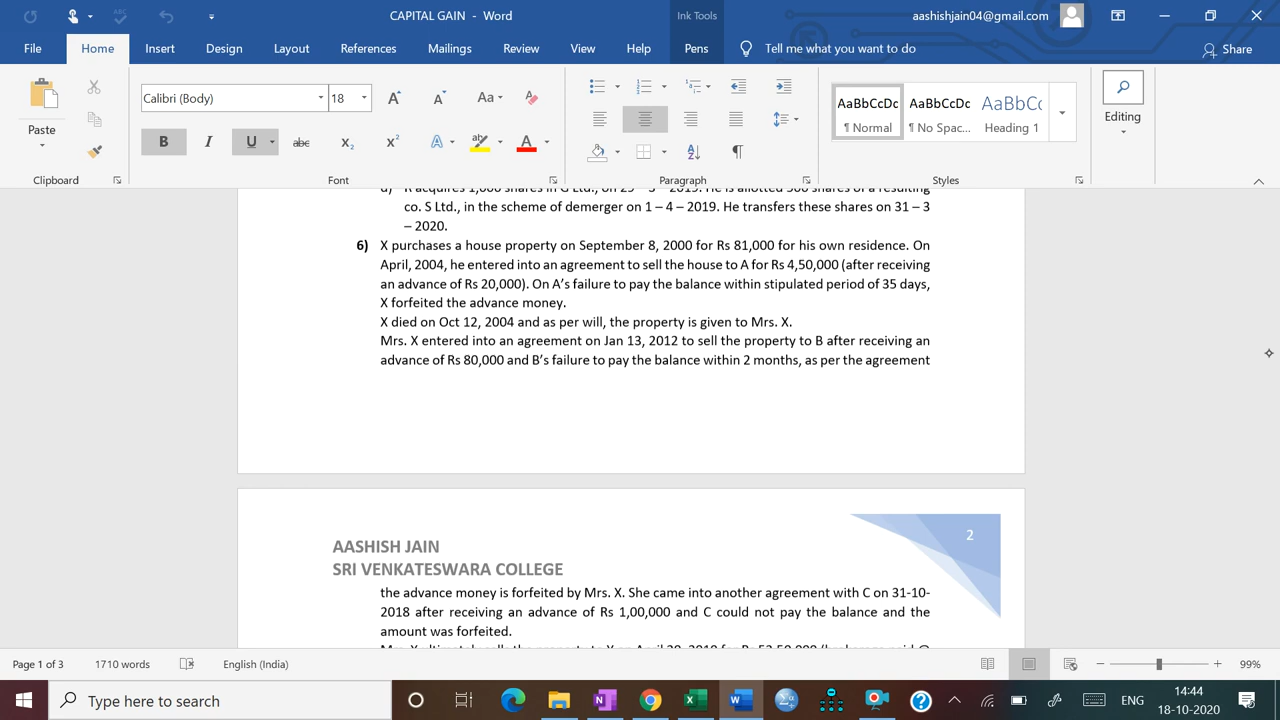 CAPITAL GAIN - Word
Ink Tools
aashishjain04@gmail.com
File Home Insert Design Layout References Mailings Review View Help Pens Tell me what you want to do Share
Calibri (Body) 18 Aa
AaBbCcDc AaBbCcDc AaBbCc
Paste
¶ Normal ¶ No Spac... Heading 1
Editing
Clipboard Font Paragraph Styles
d) R acquires 1,000 shares in G Ltd., on 25 – 3 – 2015. He is allotted 500 shares of a resulting
co. S Ltd., in the scheme of demerger on 1 – 4 – 2019. He transfers these shares on 31 – 3
– 2020.
6) X purchases a house property on September 8, 2000 for Rs 81,000 for his own residence. On
April, 2004, he entered into an agreement to sell the house to A for Rs 4,50,000 (after receiving
an advance of Rs 20,000). On A’s failure to pay the balance within stipulated period of 35 days,
X forfeited the advance money.
X died on Oct 12, 2004 and as per will, the property is given to Mrs. X.
Mrs. X entered into an agreement on Jan 13, 2012 to sell the property to B after receiving an
advance of Rs 80,000 and B’s failure to pay the balance within 2 months, as per the agreement
2
AASHISH JAIN
SRI VENKATESWARA COLLEGE
the advance money is forfeited by Mrs. X. She came into another agreement with C on 31-10-
2018 after receiving an advance of Rs 1,00,000 and C could not pay the balance and the
amount was forfeited.
Page 1 of 3 1710 words English (India) 99%
Type here to search
ENG
14:44
18-10-2020